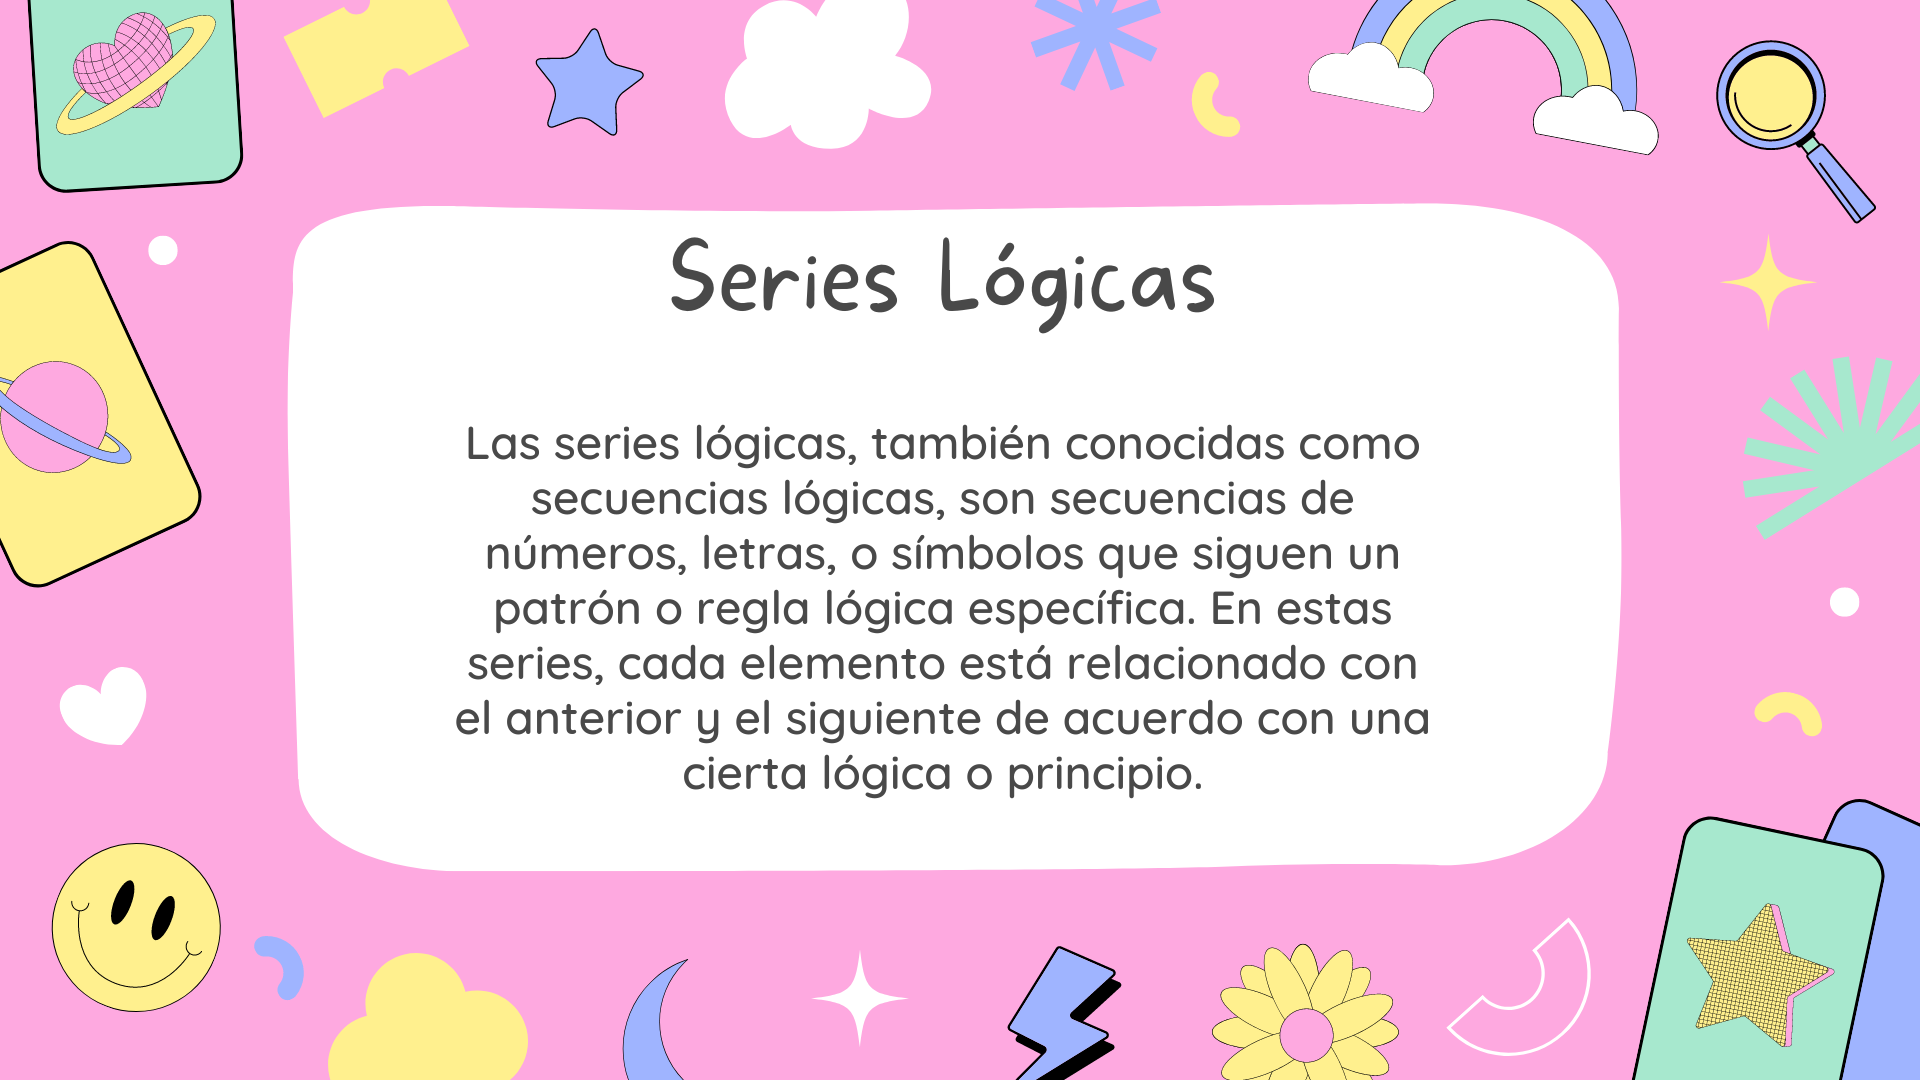 Series Lógicas
Las series lógicas, también conocidas como
secuencias lógicas, son secuencias de
números, letras, o símbolos que siguen un
patrón o regla lógica específica. En estas
series, cada elemento está relacionado con
el anterior y el siguiente de acuerdo con una
cierta lógica o principio.